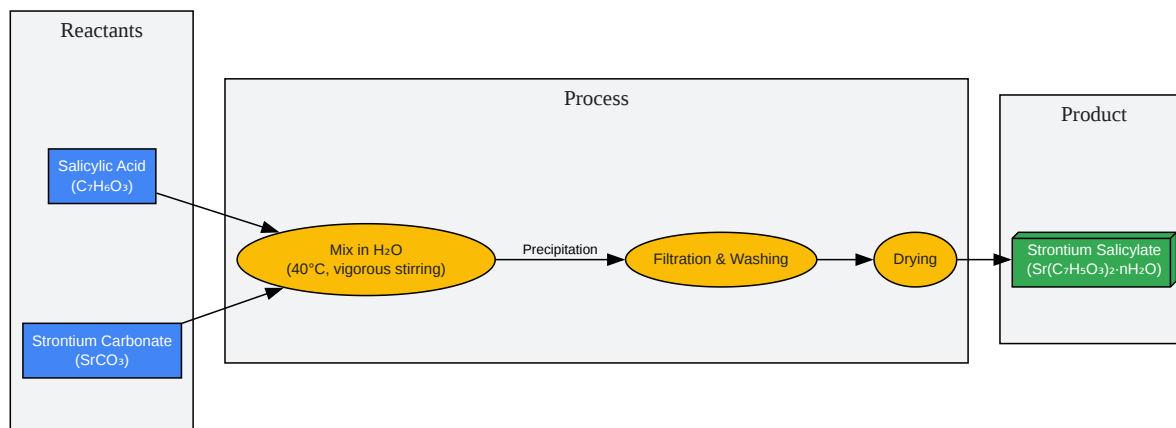 Reactants
Salicylic Acid
(C₇H₆O₃)
Strontium Carbonate
(SrCO₃)
Process
Mix in H₂O
(40°C, vigorous stirring)
Precipitation
Filtration & Washing
Drying
Product
Strontium Salicylate
(Sr(C₇H₅O₃)₂·nH₂O)